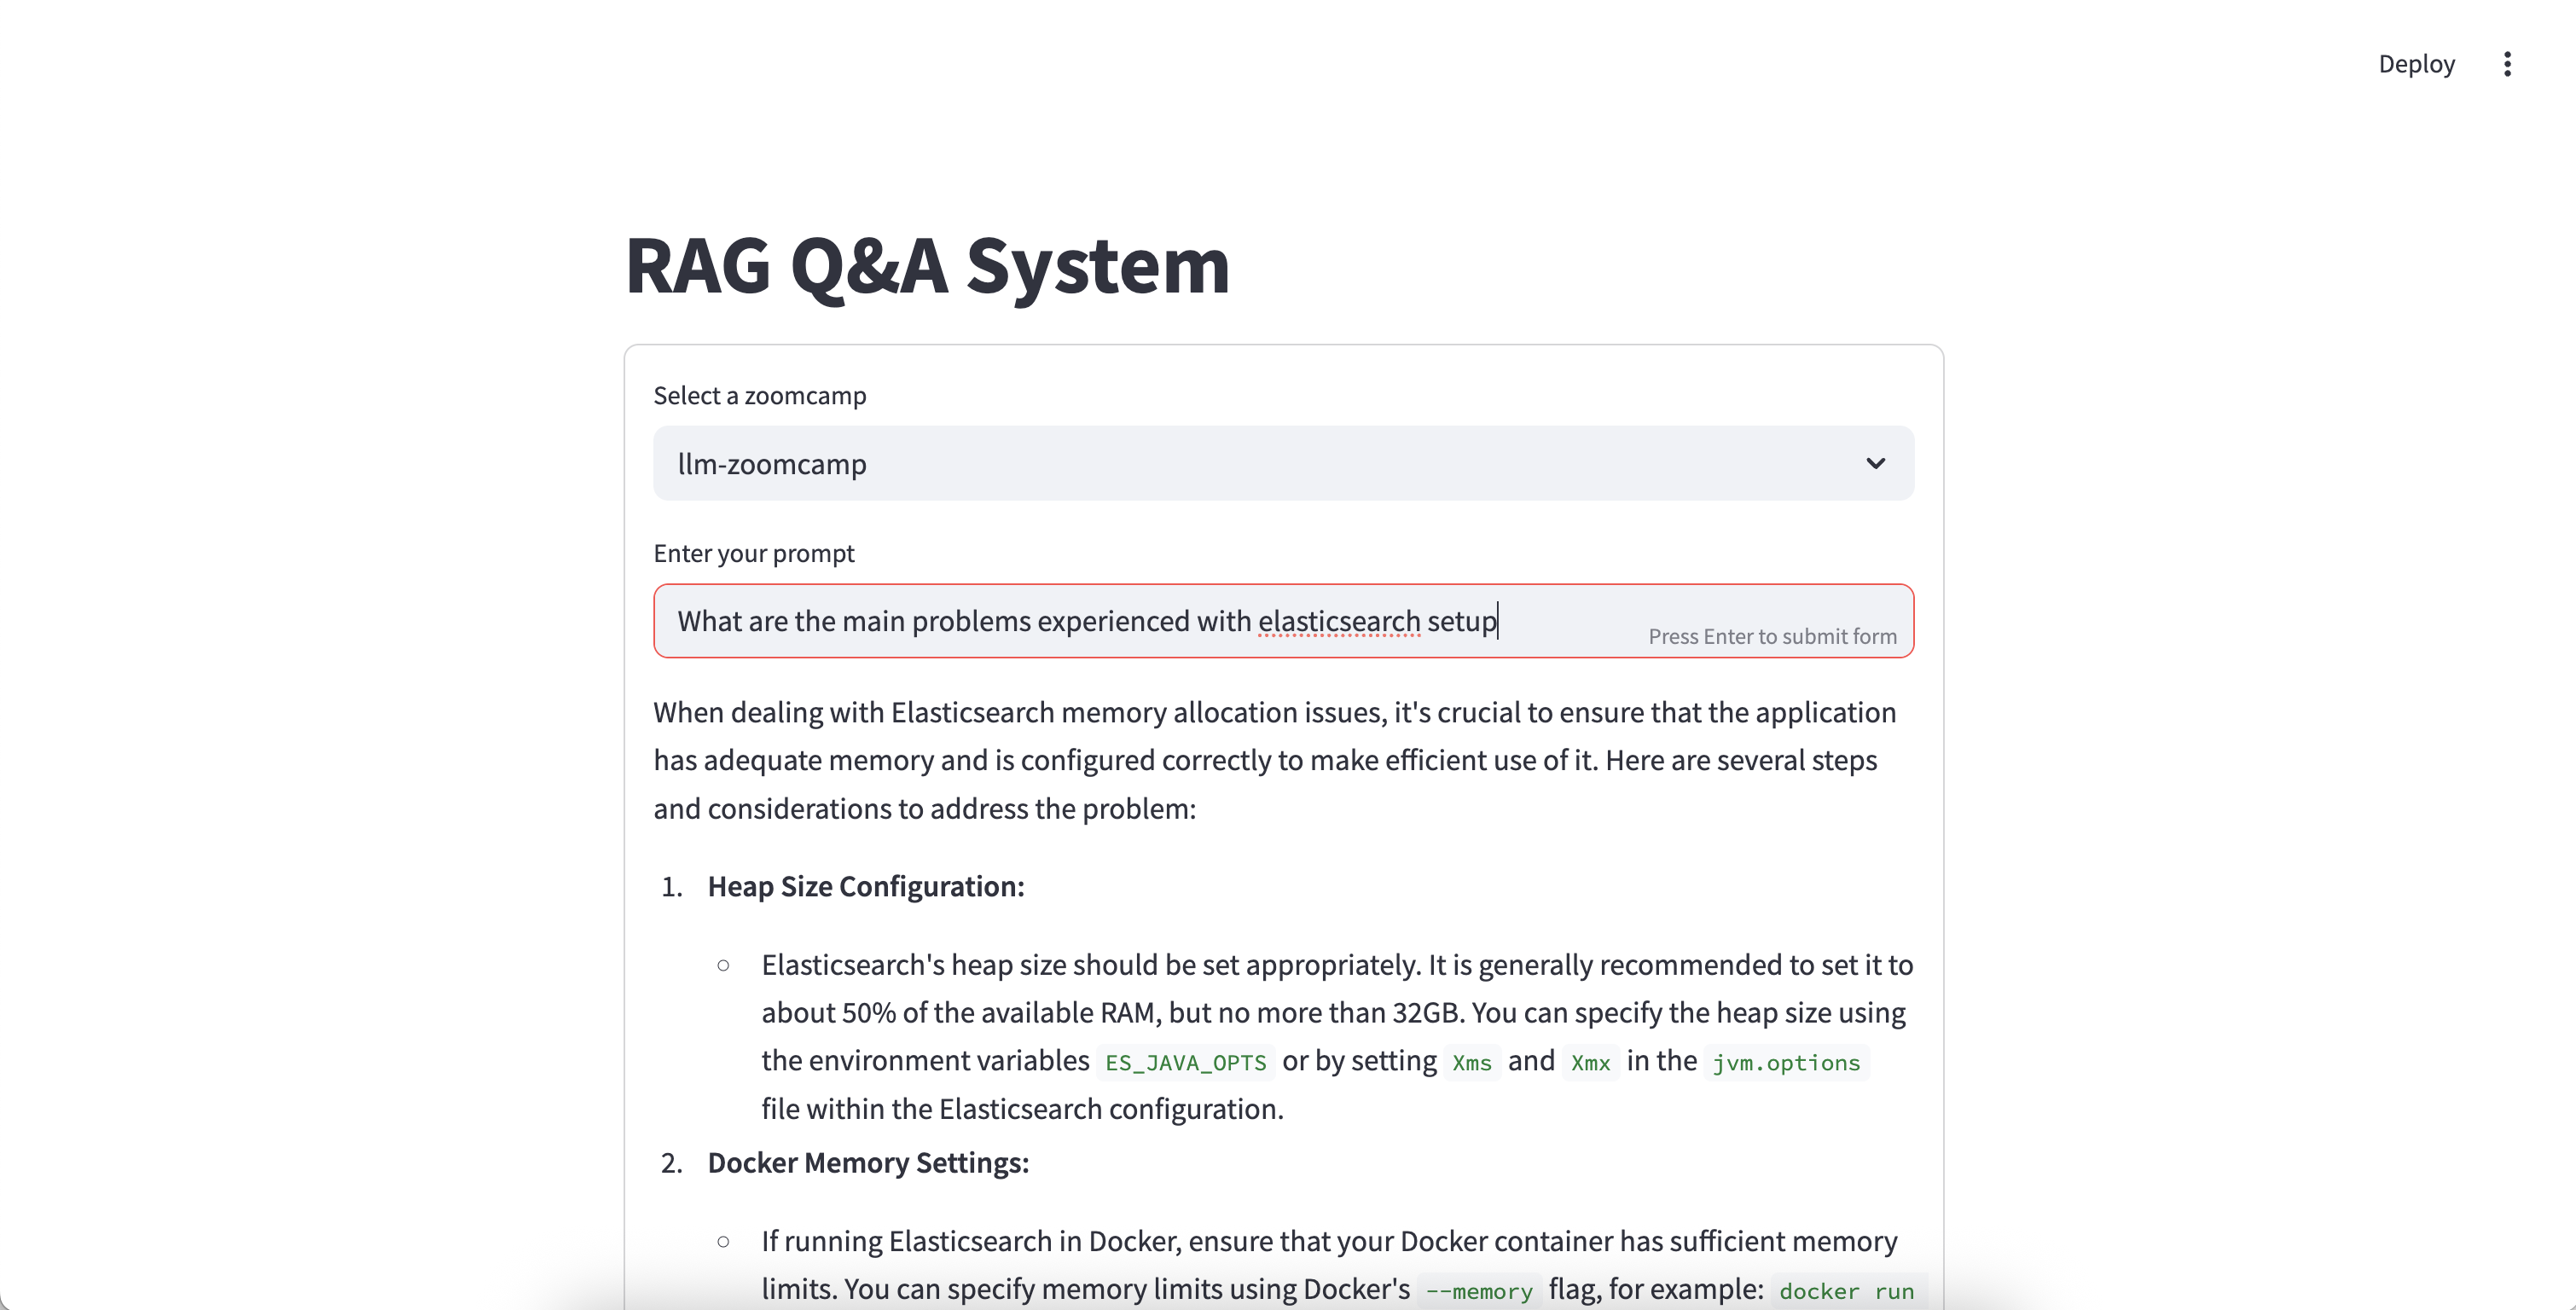 Deploy
RAG Q&A System
Select a zoomcamp
llm-zoomcamp
Enter your prompt
What are the main problems experienced with elasticsearch setup
Press Enter to submit form
When dealing with Elasticsearch memory allocation issues, it's crucial to ensure that the application
has adequate memory and is configured correctly to make efficient use of it. Here are several steps
and considerations to address the problem:
1. Heap Size Configuration:
○ Elasticsearch's heap size should be set appropriately. It is generally recommended to set it to
about 50% of the available RAM, but no more than 32GB. You can specify the heap size using
the environment variables ES_JAVA_OPTS or by setting Xms and Xmx in the jvm.options
file within the Elasticsearch configuration.
2. Docker Memory Settings:
○ If running Elasticsearch in Docker, ensure that your Docker container has sufficient memory
limits. You can specify memory limits using Docker's --memory flag, for example: docker run